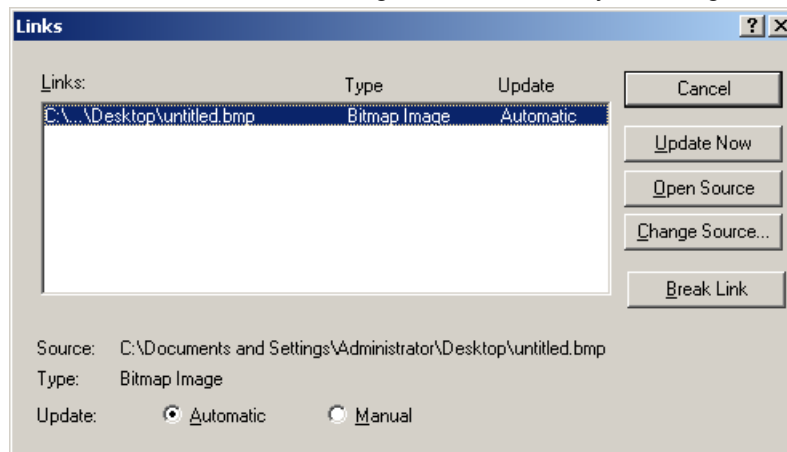 Links
Links: Type Update
C:\...\Desktop\untitled.bmp Bitmap Image Automatic
Cancel
Update Now
Open Source
Change Source...
Break Link
Source: C:\Documents and Settings\Administrator\Desktop\untitled.bmp
Type: Bitmap Image
Update: Automatic Manual